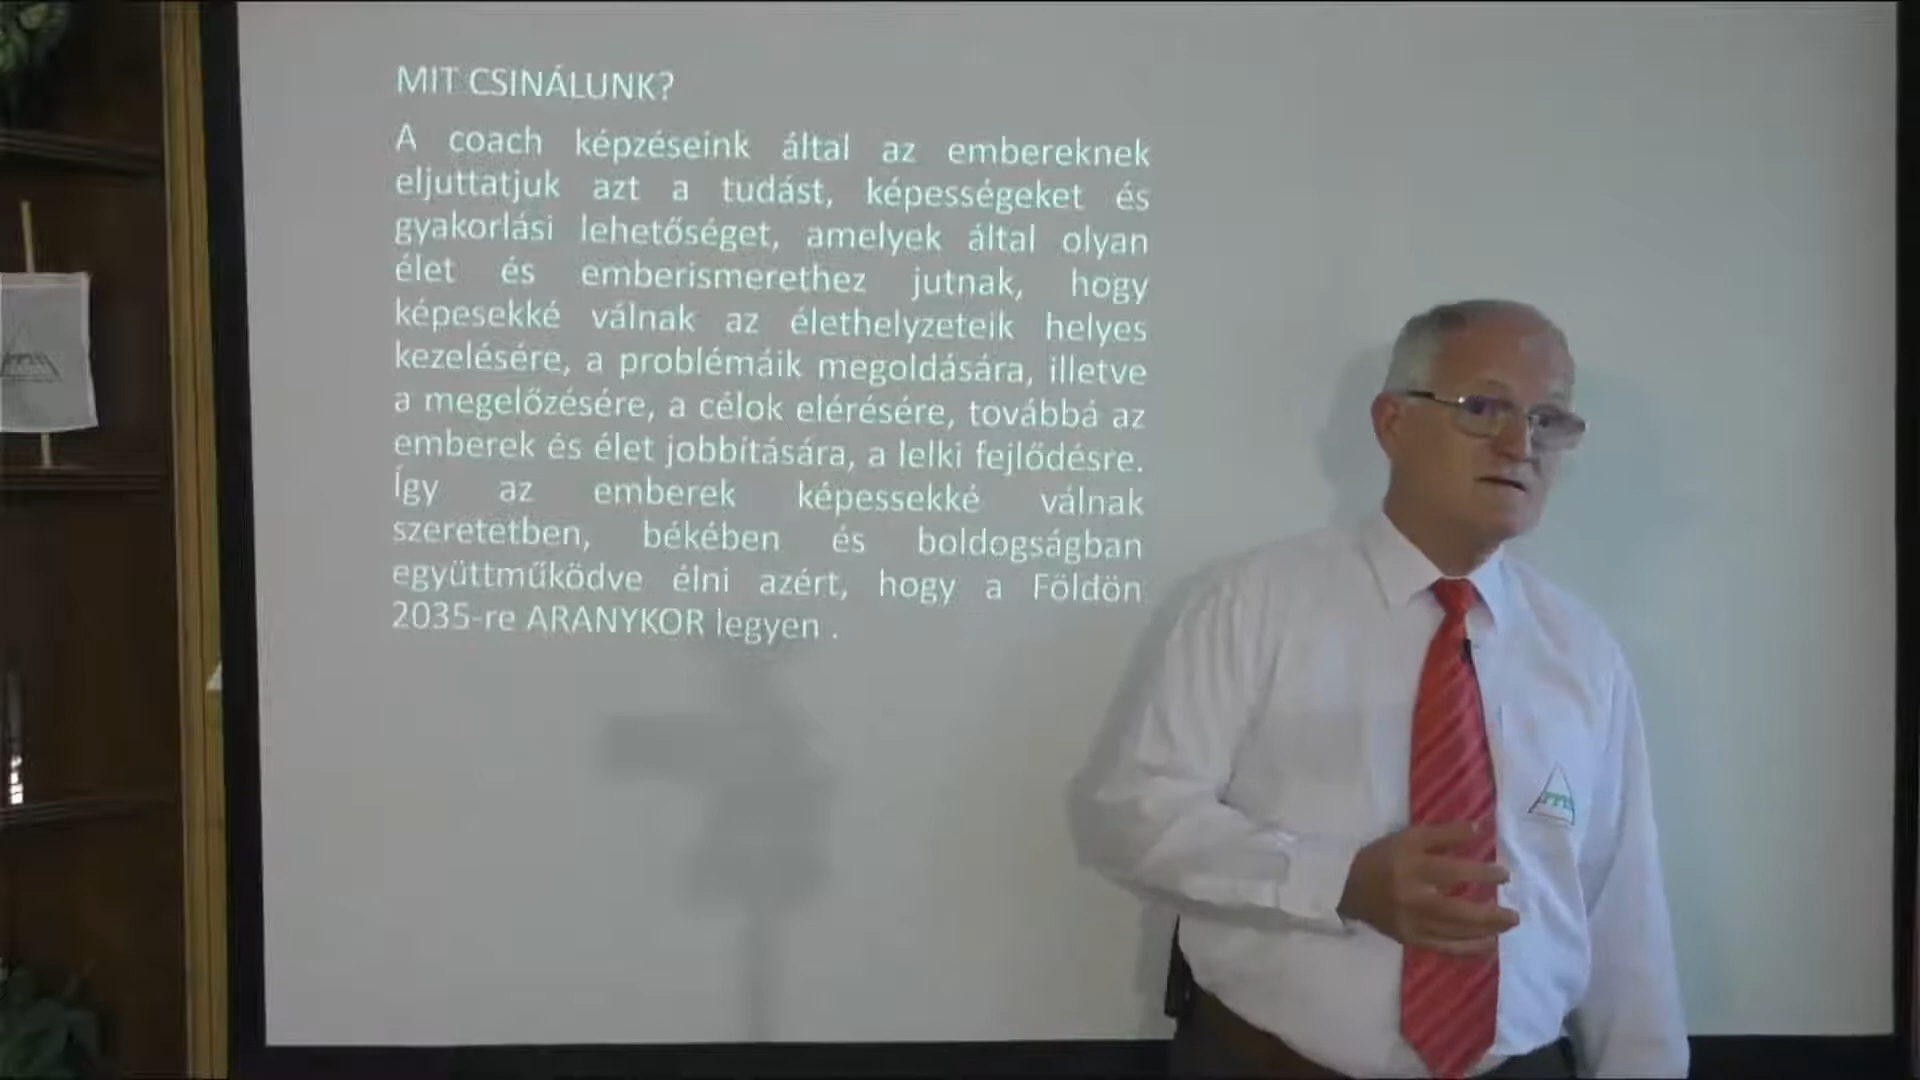 MIT CSINÁLUNK?
A coach képzéseink által az embereknek
eljuttatjuk azt a tudást, képességeket és
gyakorlási lehetőséget, amelyek által olyan
élet és emberismerethez jutnak, hogy
képesekké válnak az élethelyzeteik helyes
kezelésére, a problémáik megoldására, illetve
a megelőzésére, a célok elérésére, továbbá az
emberek és élet jobbítására, a lelki fejlődésre.
Így az emberek képessekké válnak
szeretetben, békében és boldogságban
együttműködve élni azért, hogy a Földön
2035-re ARANYKOR legyen .